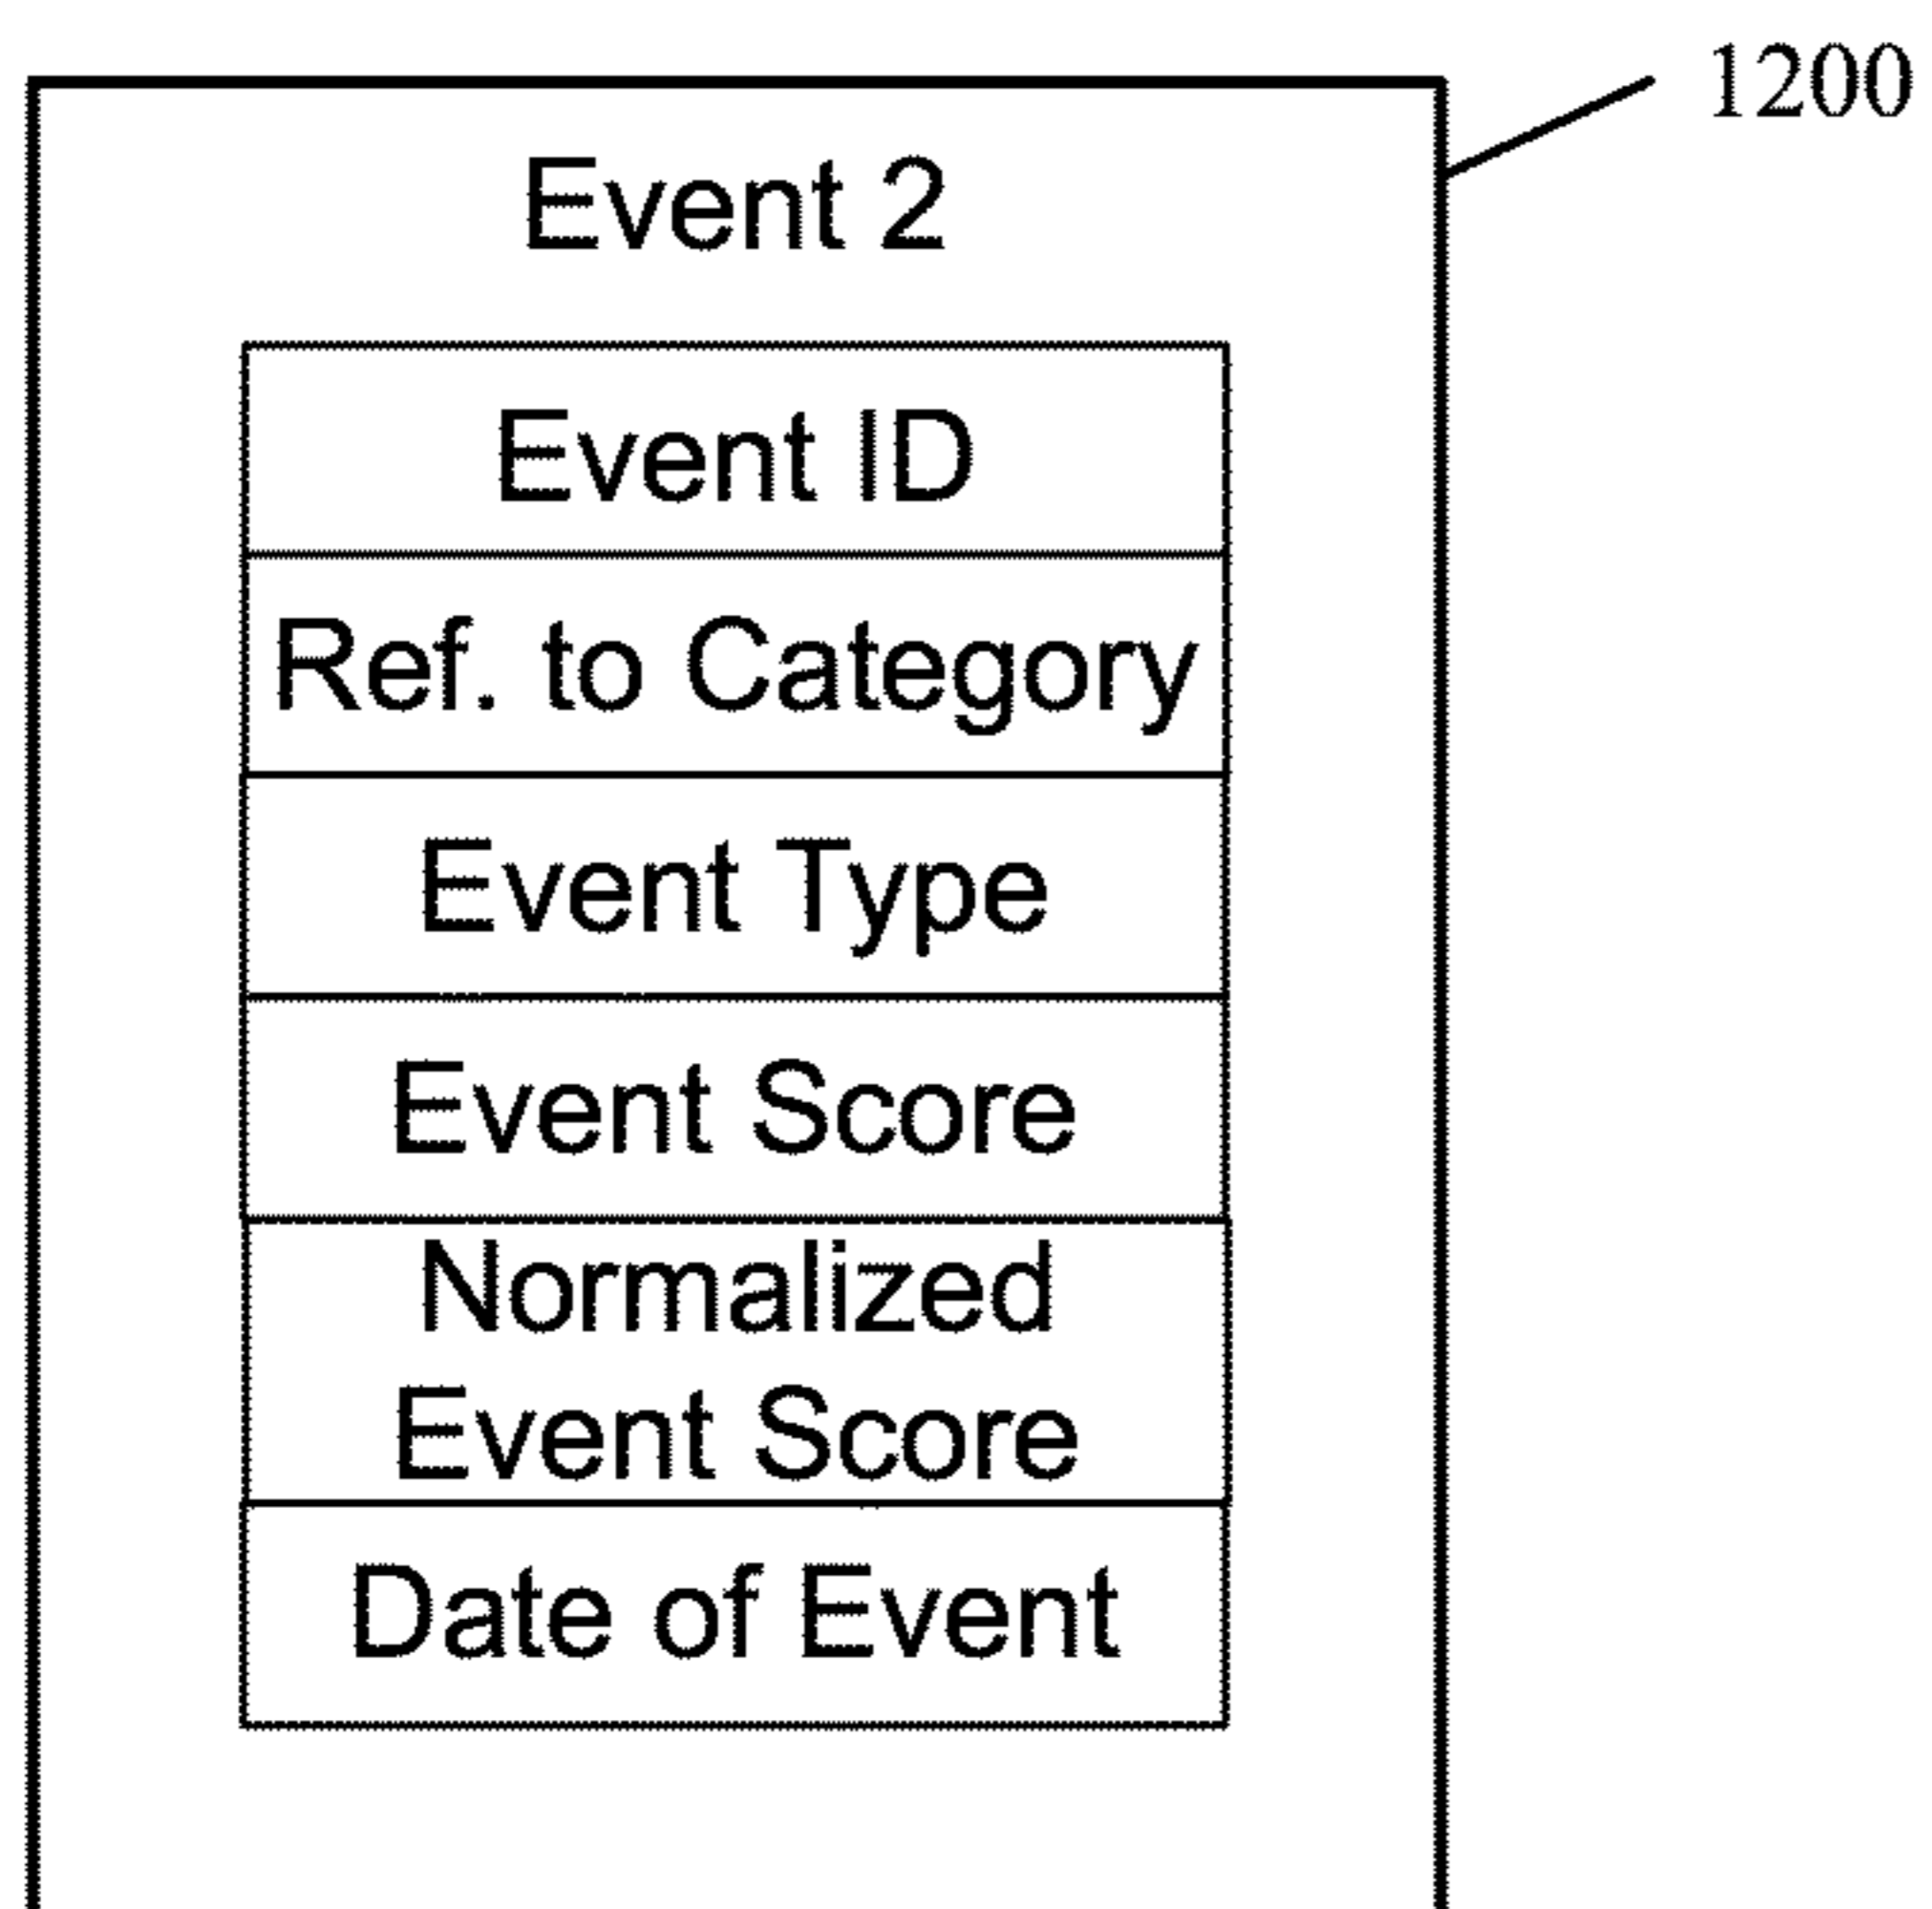 1200
Event 2
Event ID
Ref. to Category
Event Type
Event Score
Normalized
Event Score
Date of Event